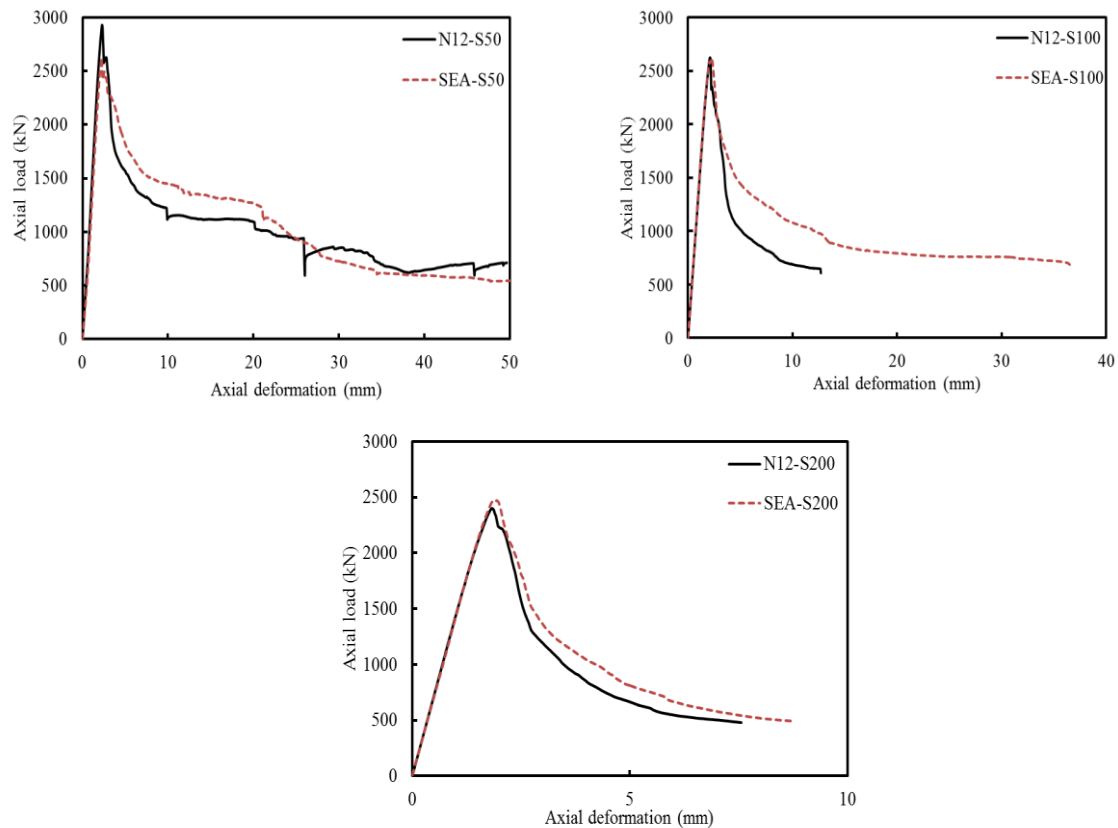 3000
2500
2000
1500
1000
500
0
Axial load (kN)
N12-S50
SEA-S50
0 10 20 30 40 50
Axial deformation (mm)
3000
2500
2000
1500
1000
500
0
Axial load (kN)
N12-S100
SEA-S100
0 10 20 30 40
Axial deformation (mm)
3000
2500
2000
1500
1000
500
0
Axial load (kN)
N12-S200
SEA-S200
0 5 10
Axial deformation (mm)